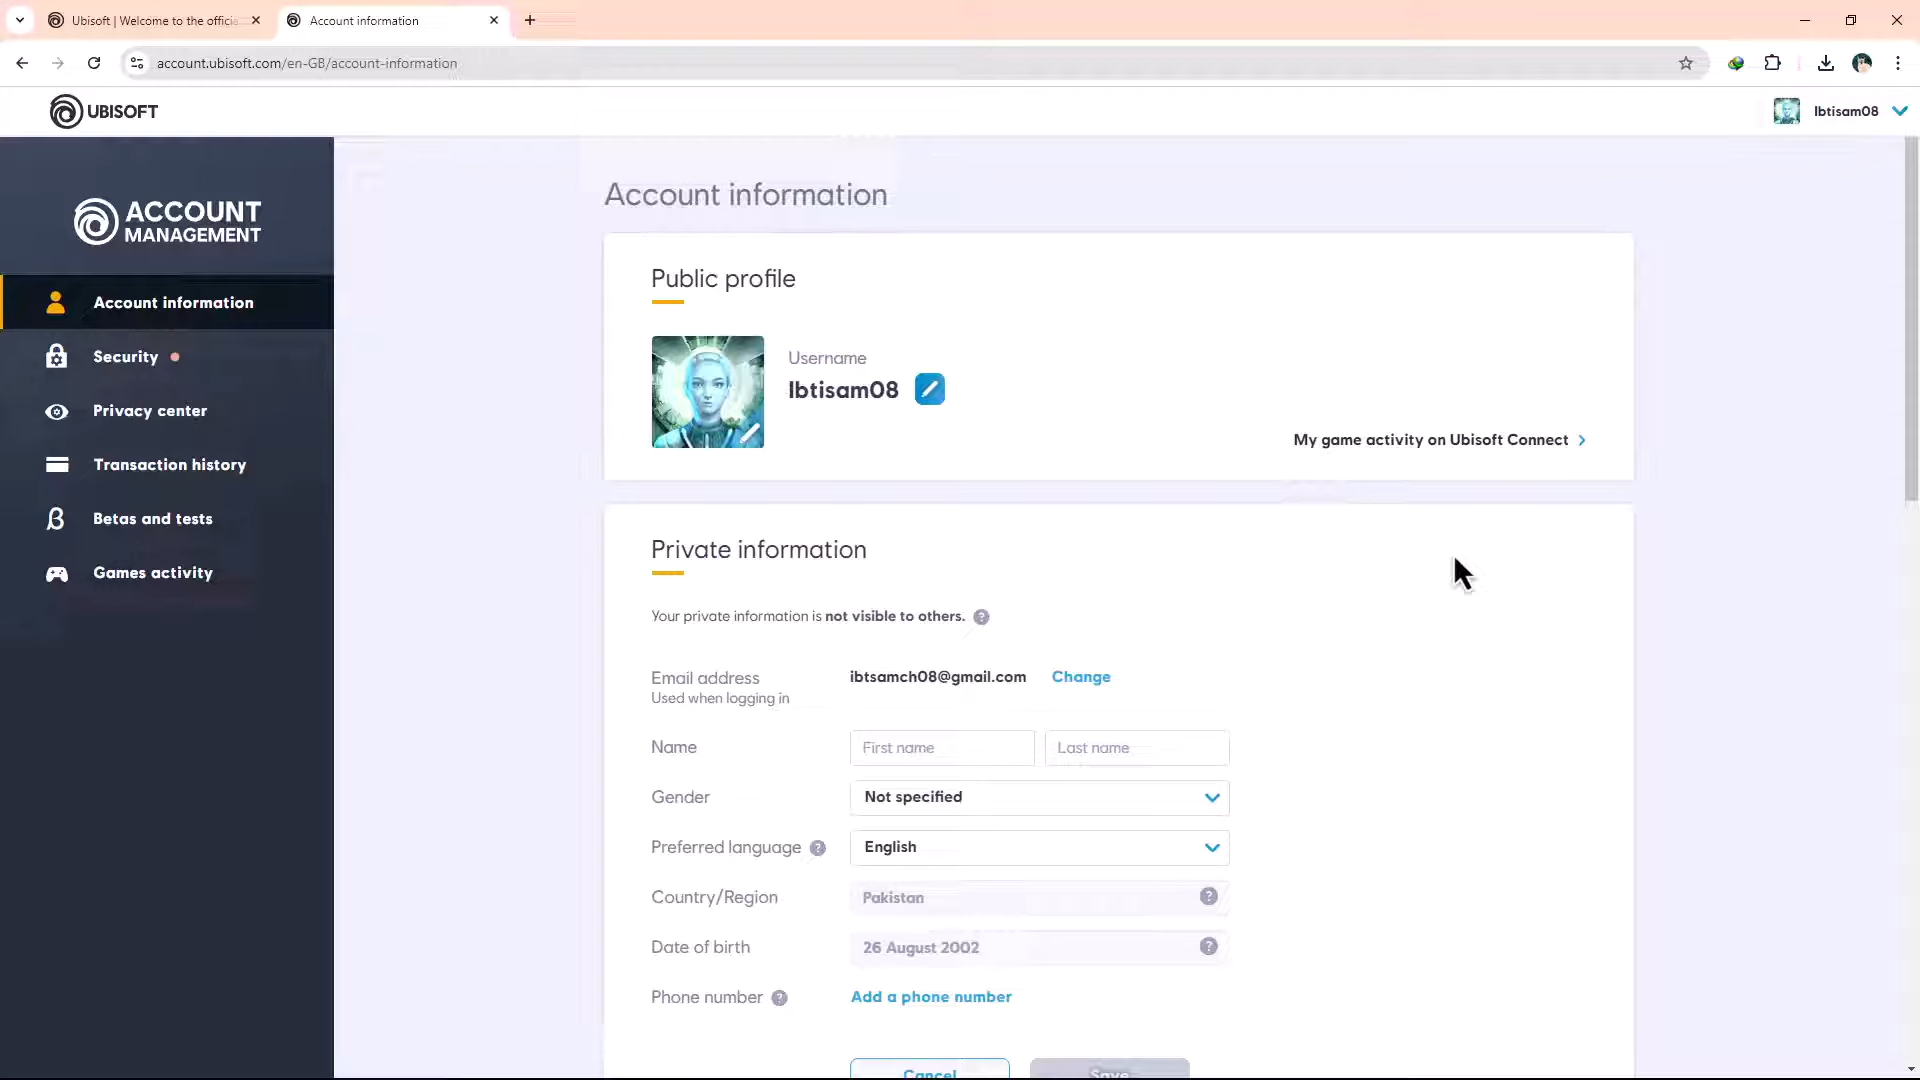 Ubisoft | Welcome to the offici
Account information
account.ubisoft.com/en-GB/account-information
UBISOFT
Ibtisam08
ACCOUNT
MANAGEMENT
Account information
Security
Privacy center
Transaction history
Betas and tests
Games activity
Account information
Public profile
Username
Ibtisam08
My game activity on Ubisoft Connect
Private information
Your private information is not visible to others. ?
Email address ibtsamch08@gmail.com Change
Used when logging in
Name First name Last name
Gender Not specified
Preferred language ? English
Country/Region Pakistan ?
Date of birth 26 August 2002 ?
Phone number ? Add a phone number
Cancel Save